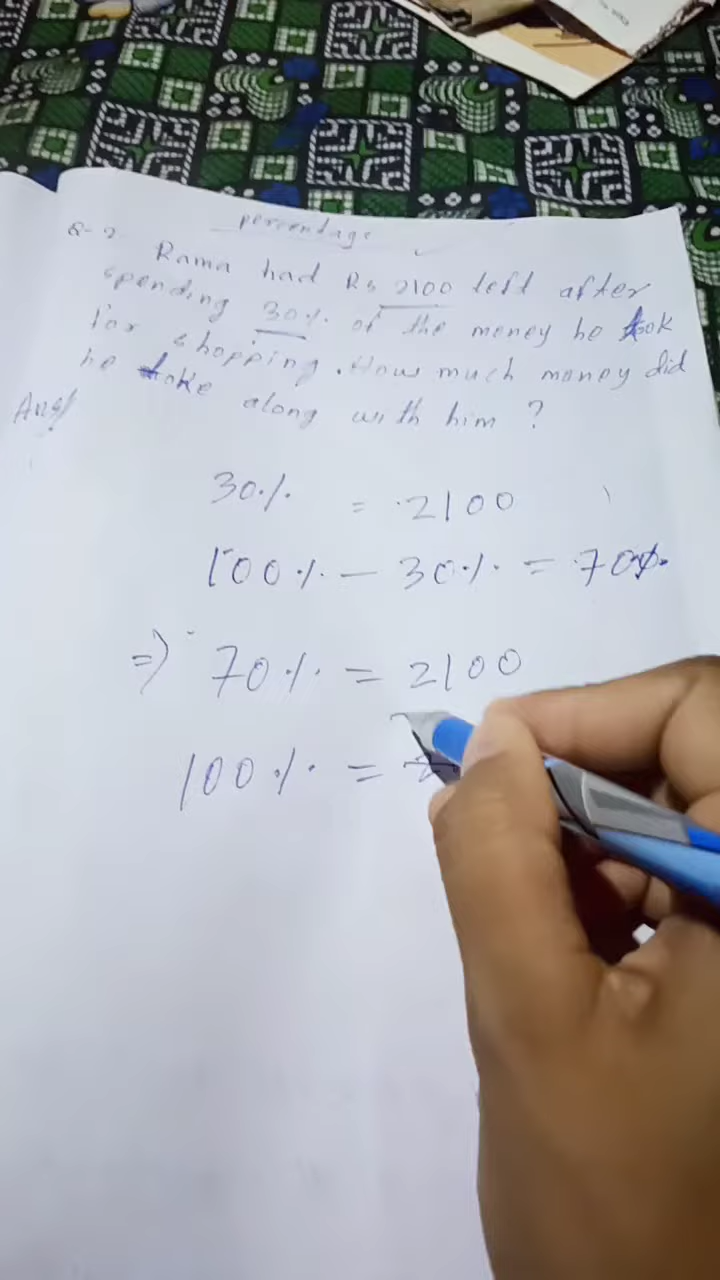 percentage
Q-2. Rama had Rs 2100 left after
spending 30% of the money he took
for shopping. How much money did
he toke along with him ?
Ans/
30% = 2100
100% - 30% = 70%
=> 70% = 2100
100% =